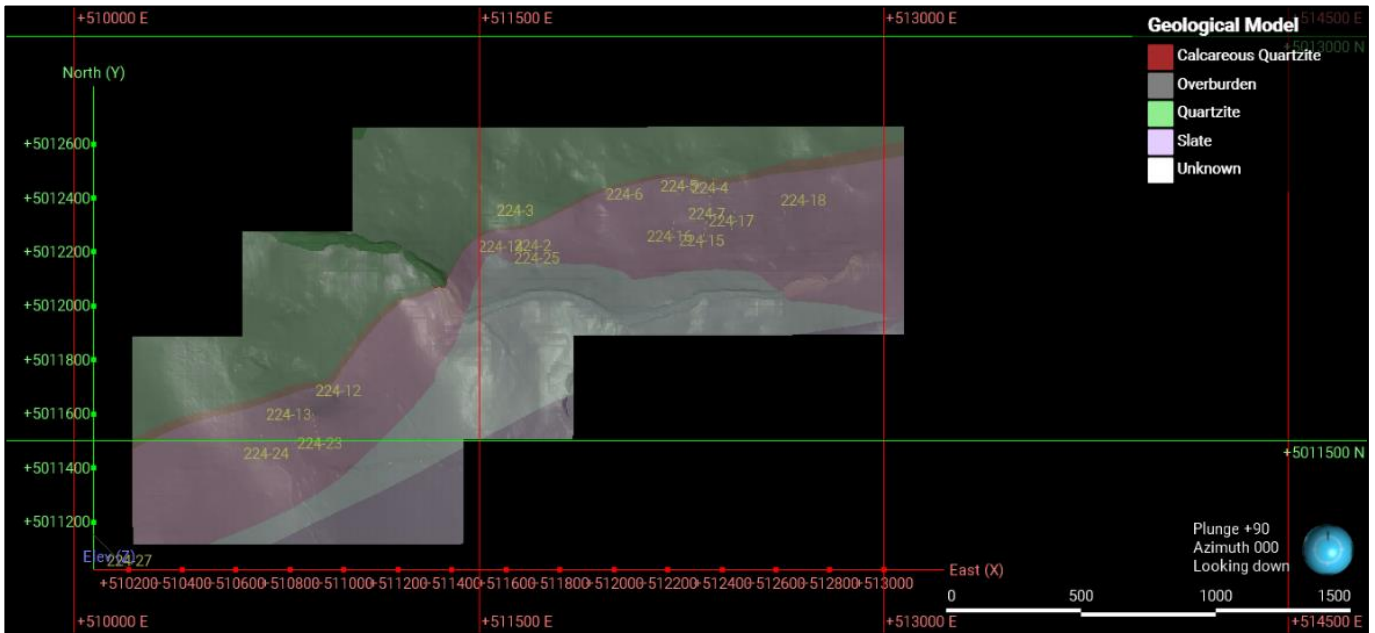 +510000 E
+511500 E
+513000 E
+514500 E
Geological Model
+5013000 N
Calcareous Quartzite
Overburden
Quartzite
Slate
Unknown
North (Y)
+5012600
+5012400
+5012200
+5012000
+5011800
+5011600
+5011400
+5011200
224-5
224-4
224-6
224-18
224-3
224-7
224-17
224-16
224-15
224-2
224-25
224-12
224-13
224-23
224-24
+5011500 N
Elev (Z)
224-27
Plunge +90
Azimuth 000
Looking down
East (X)
+510200
+510400
+510600
+510800
+511000
+511200
+511400
+511600
+511800
+512000
+512200
+512400
+512600
+512800
+513000
0
500
1000
1500
+510000 E
+511500 E
+513000 E
+514500 E